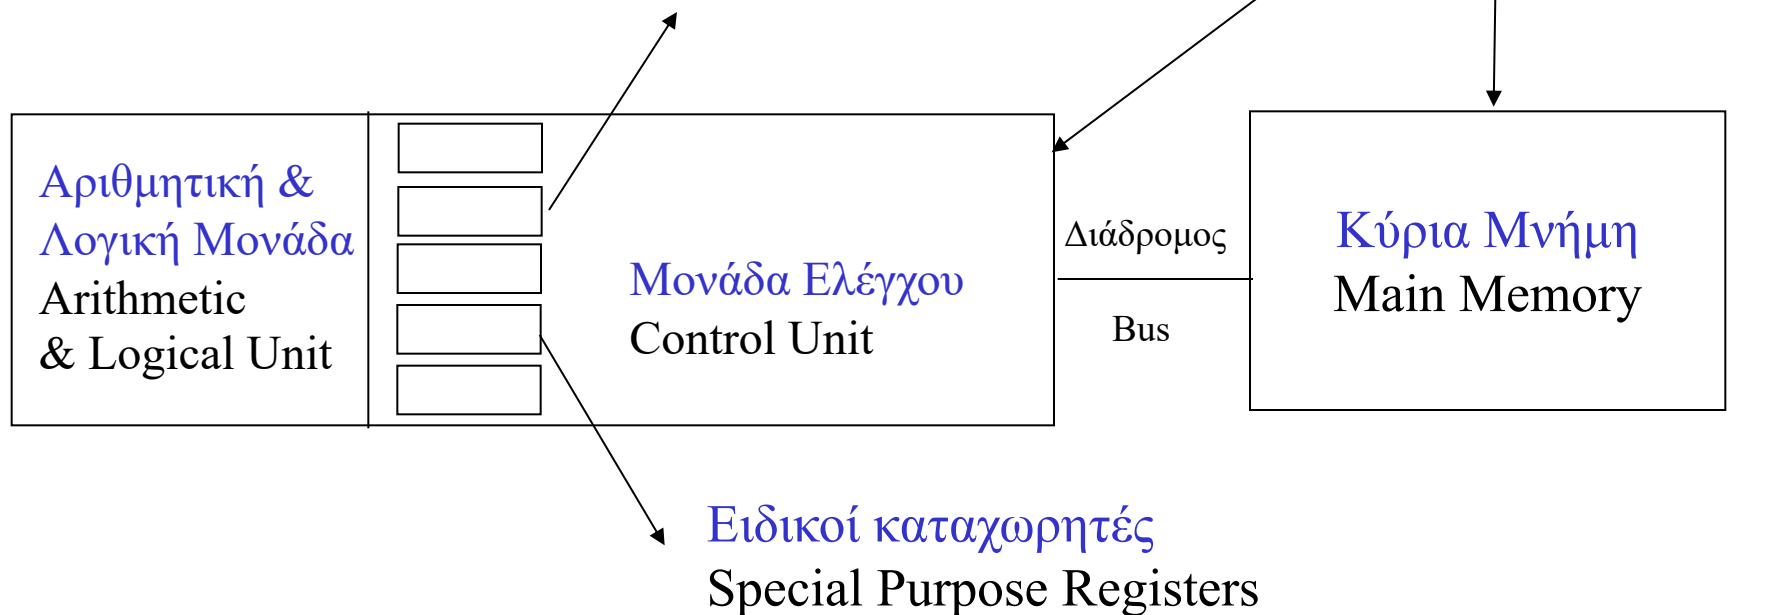 Αριθμητική &
Λογική Μονάδα
Arithmetic
& Logical Unit
Μονάδα Ελέγχου
Control Unit
Διάδρομος
Bus
Κύρια Μνήμη
Main Memory
Ειδικοί καταχωρητές
Special Purpose Registers